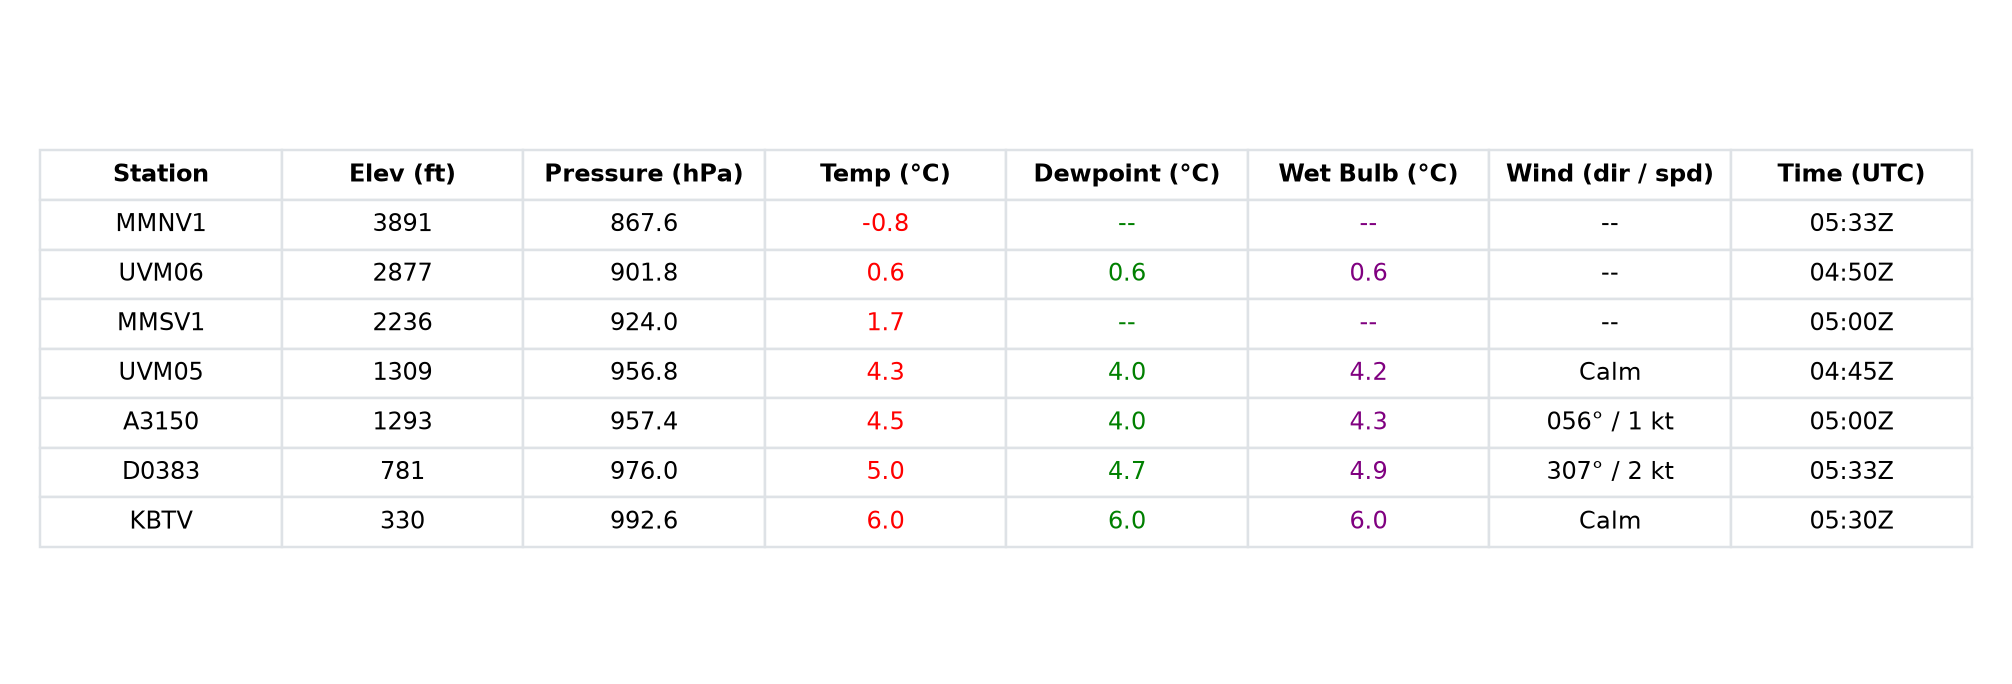 Station Elev (ft) Pressure (hPa) Temp (°C) Dewpoint (°C) Wet Bulb (°C) Wind (dir / spd) Time (UTC)
MMNV1 3891 867.6 -0.8 -- -- -- 05:33Z
UVM06 2877 901.8 0.6 0.6 0.6 -- 04:50Z
MMSV1 2236 924.0 1.7 -- -- -- 05:00Z
UVM05 1309 956.8 4.3 4.0 4.2 Calm 04:45Z
A3150 1293 957.4 4.5 4.0 4.3 056° / 1 kt 05:00Z
D0383 781 976.0 5.0 4.7 4.9 307° / 2 kt 05:33Z
KBTV 330 992.6 6.0 6.0 6.0 Calm 05:30Z